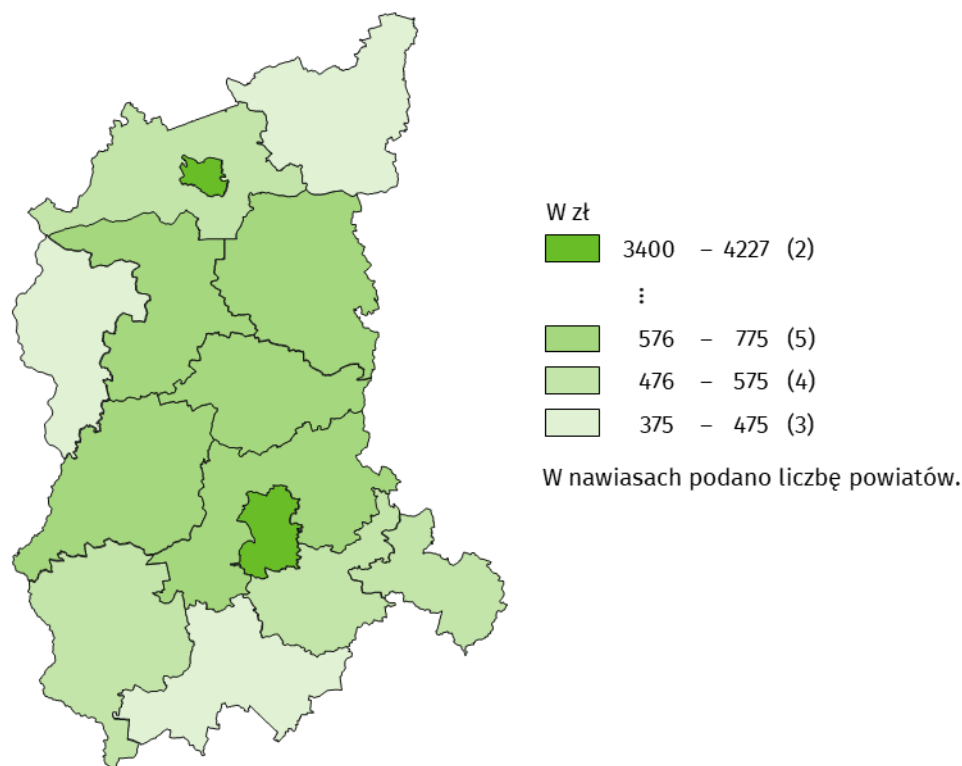 W zł
3400 – 4227 (2)
⋮
576 – 775 (5)
476 – 575 (4)
375 – 475 (3)
W nawiasach podano liczbę powiatów.